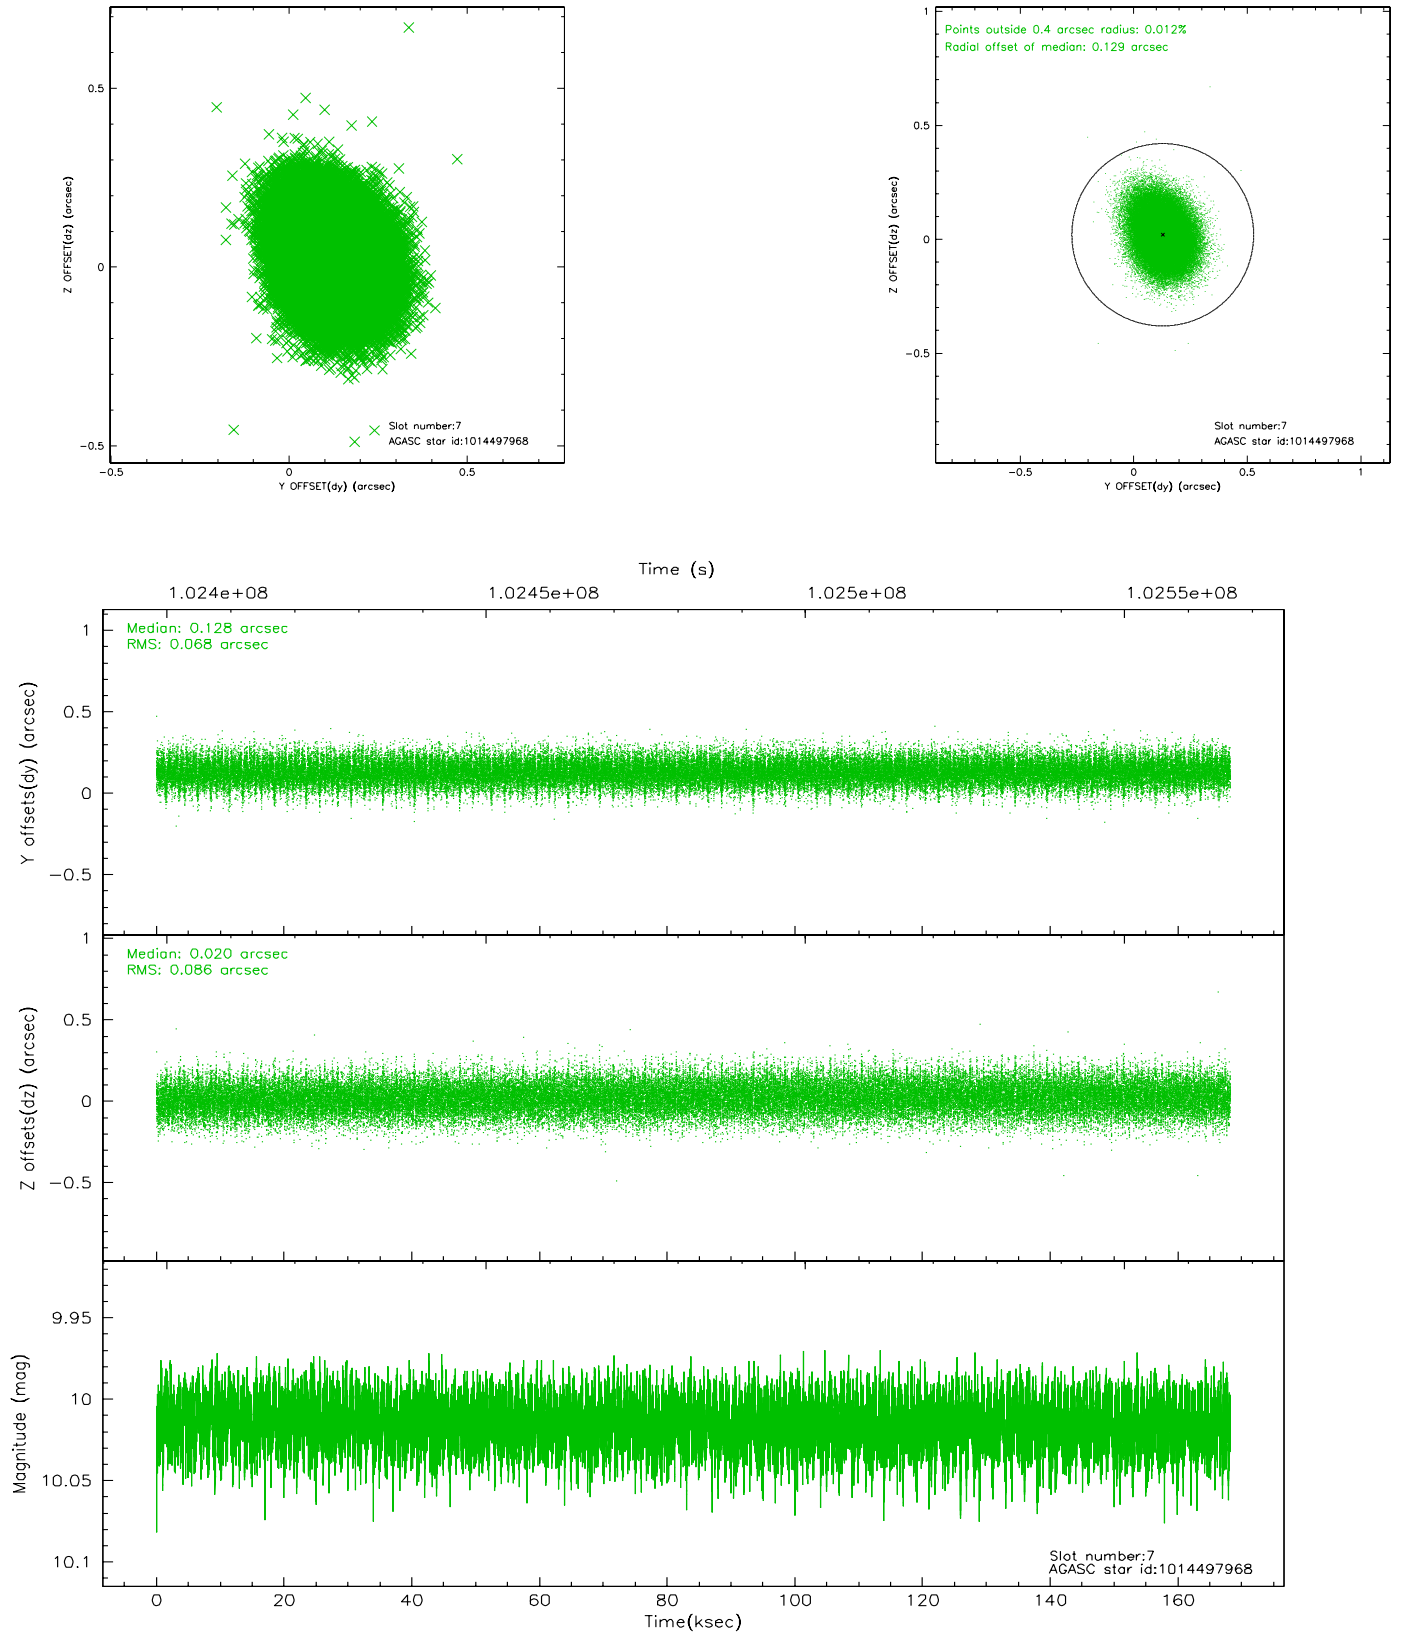 0.5
0
−0.5
−0.5
0
0.5
Z OFFSET(dz) (arcsec)
Y OFFSET(dy) (arcsec)
Slot number:7
AGASC star id:1014497968
Points outside 0.4 arcsec radius: 0.012%
Radial offset of median: 0.129 arcsec
1
0.5
0
−0.5
−0.5
0
0.5
1
Z OFFSET(dz) (arcsec)
Y OFFSET(dy) (arcsec)
Slot number:7
AGASC star id:1014497968
Time (s)
1.024e+08
1.0245e+08
1.025e+08
1.0255e+08
Median: 0.128 arcsec
RMS: 0.068 arcsec
1
0.5
0
−0.5
Y offsets(dy) (arcsec)
Median: 0.020 arcsec
RMS: 0.086 arcsec
1
0.5
0
−0.5
Z offsets(dz) (arcsec)
9.95
10
10.05
10.1
Magnitude (mag)
Slot number:7
AGASC star id:1014497968
0
20
40
60
80
100
120
140
160
Time(ksec)